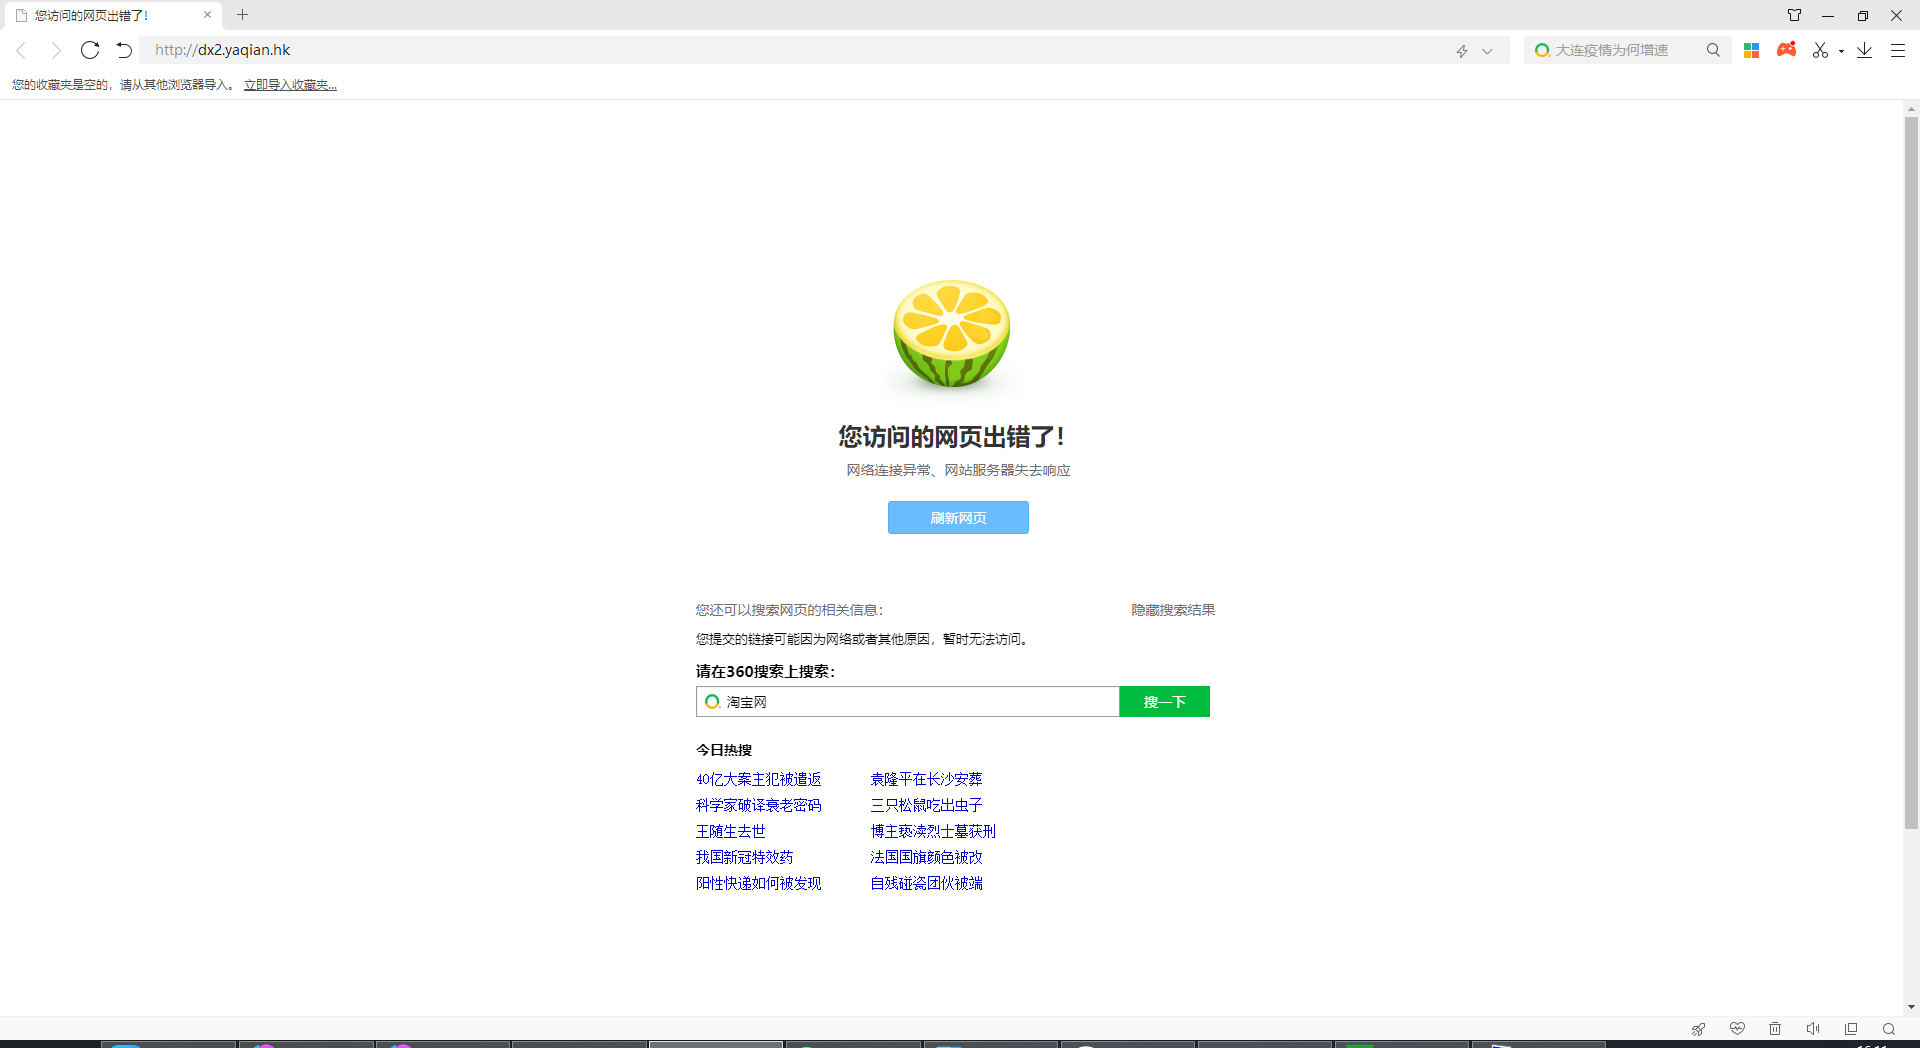 您访问的网页出错了!
http://dx2.yaqian.hk
大连疫情为何增速
您的收藏夹是空的，请从其他浏览器导入。 立即导入收藏夹...
您访问的网页出错了!
网络连接异常、网站服务器失去响应
刷新网页
您还可以搜索网页的相关信息： 隐藏搜索结果
您提交的链接可能因为网络或者其他原因，暂时无法访问。
请在360搜索上搜索：
淘宝网 搜一下
今日热搜
40亿大案主犯被遣返 袁隆平在长沙安葬
科学家破译衰老密码 三只松鼠吃出虫子
王随生去世 博主亵渎烈士墓获刑
我国新冠特效药 法国国旗颜色被改
阳性快递如何被发现 自残碰瓷团伙被端